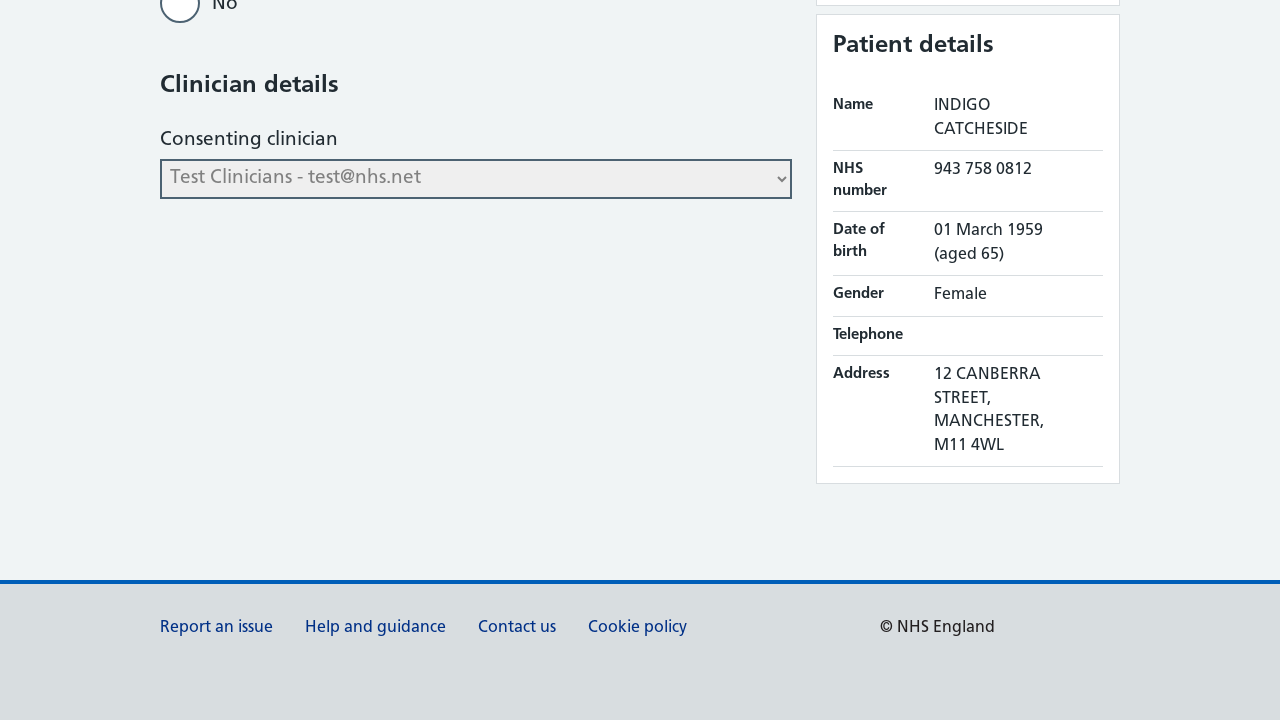 No
Clinician details
Consenting clinician
Test Clinicians - test@nhs.net
Patient details
Name INDIGO
CATCHESIDE
NHS 943 758 0812
number
Date of 01 March 1959
birth (aged 65)
Gender Female
Telephone
Address 12 CANBERRA
STREET,
MANCHESTER,
M11 4WL
Report an issue Help and guidance Contact us Cookie policy © NHS England